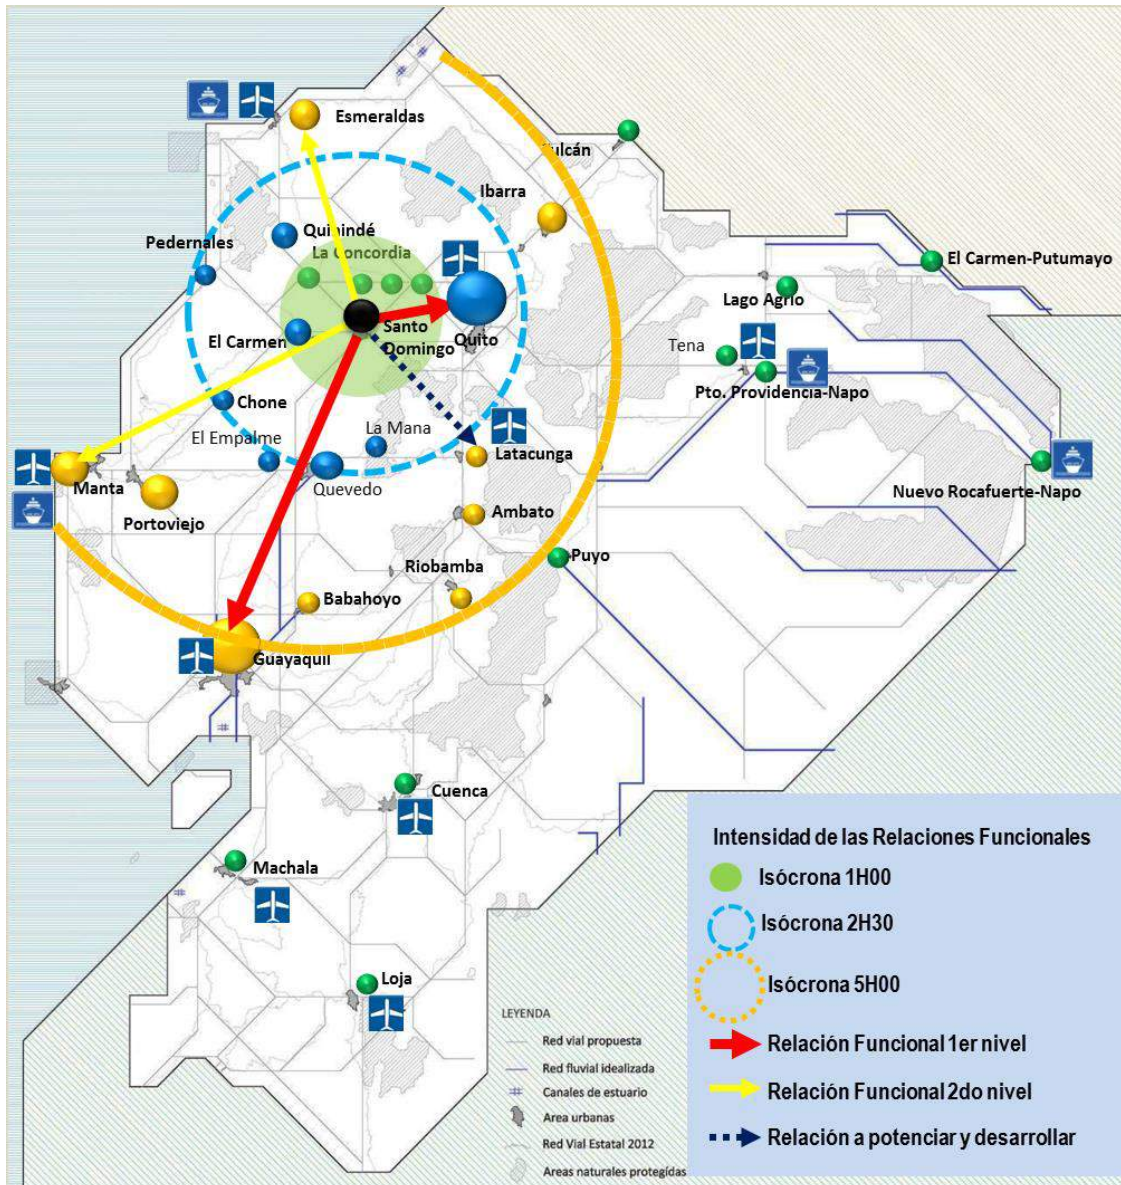 Esmeraldas
Tulcán
Ibarra
Quinindé
Pedernales
La Concordia
El Carmen-Putumayo
Lago Agrio
Santo
Domingo
Quito
El Carmen
Tena
Pto. Providencia-Napo
Chone
El Empalme
La Mana
Latacunga
Manta
Quevedo
Nuevo Rocafuerte-Napo
Portoviejo
Ambato
Puyo
Riobamba
Babahoyo
Guayaquil
Cuenca
Machala
Loja
Intensidad de las Relaciones Funcionales
Isócrona 1H00
Isócrona 2H30
Isócrona 5H00
Relación Funcional 1er nivel
Relación Funcional 2do nivel
Relación a potenciar y desarrollar
LEYENDA
Red vial propuesta
Red fluvial idealizada
Canales de estuario
Area urbanas
Red Vial Estatal 2012
Areas naturales protegídas